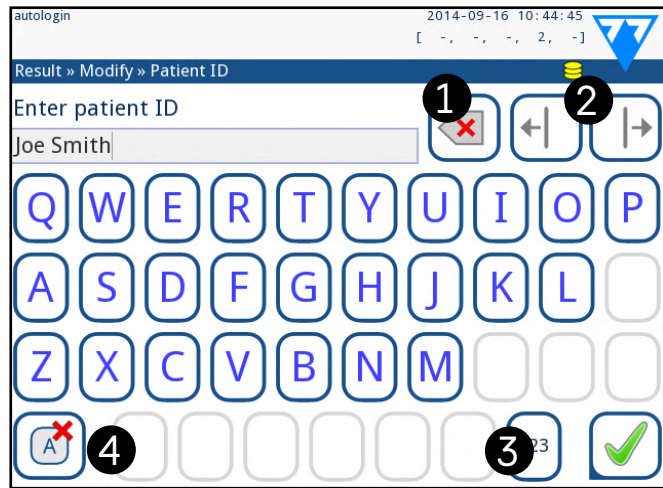 autologin 2014-09-16 10:44:45
[ -, -, -, 2, -]
77
Result » Modify » Patient ID
Enter patient ID
1 2
Joe Smith
Q W E R T Y U I O P
A S D F G H J K L
Z X C V B N M
A 4 3 23